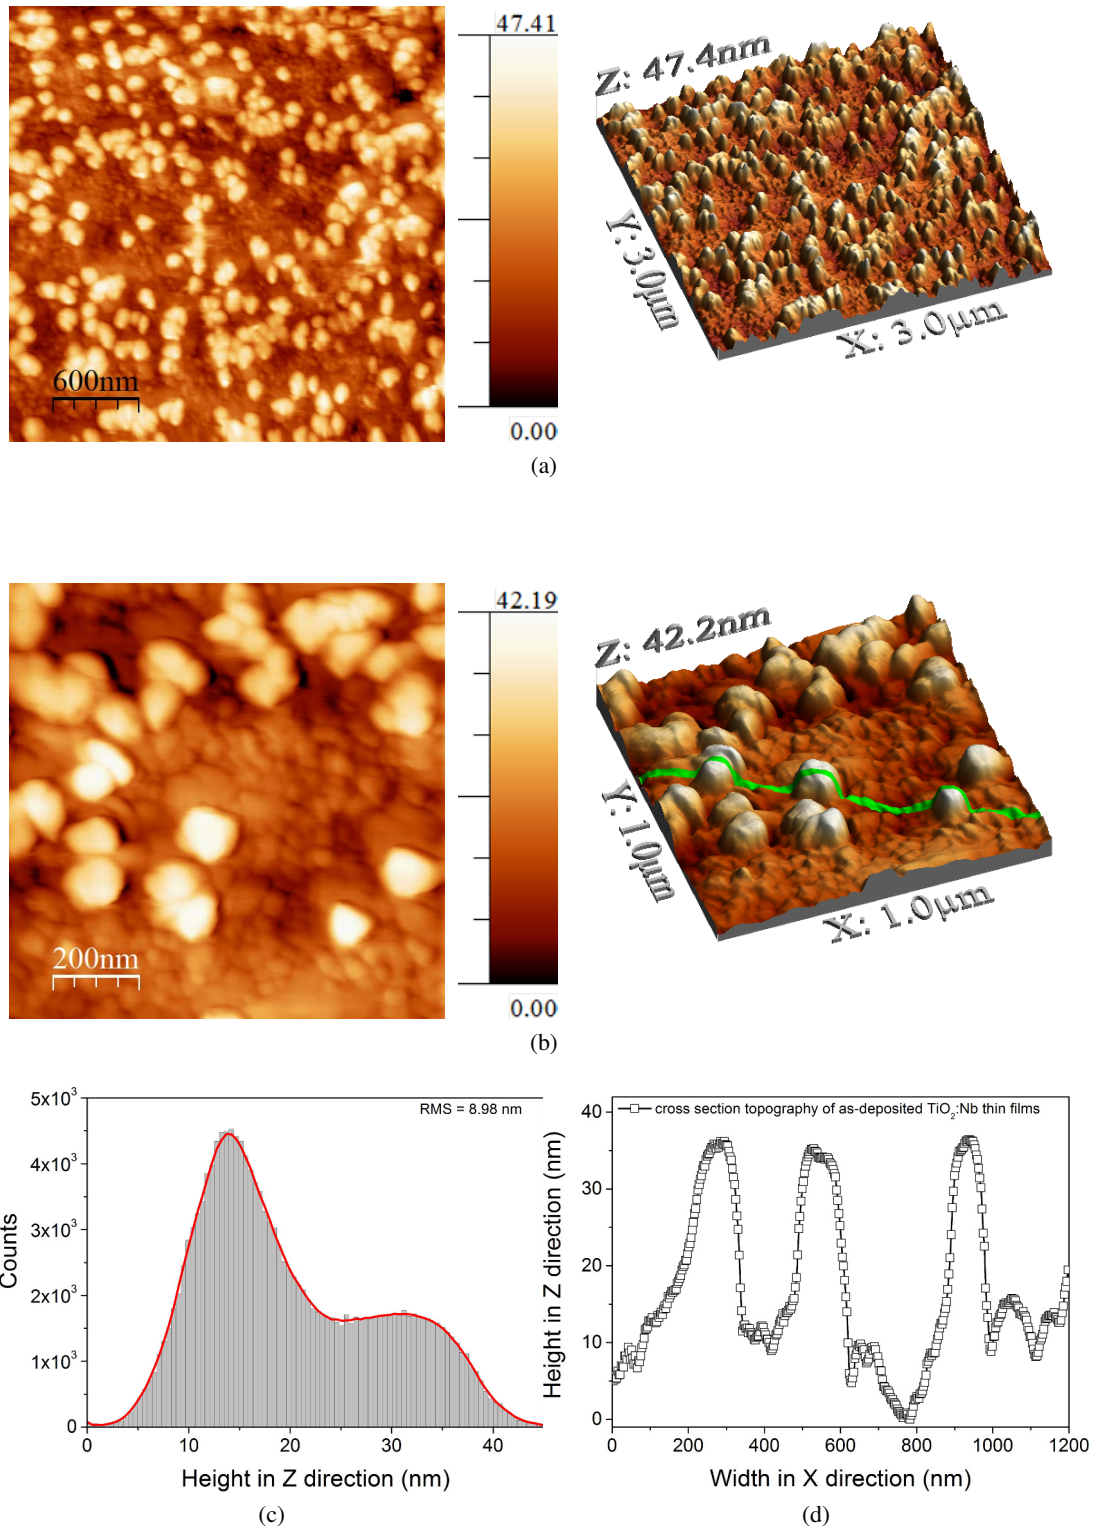 47.41
Z: 47.4nm
Y: 3.0µm
X: 3.0µm
600nm
0.00
(a)
42.19
Z: 42.2nm
Y: 1.0µm
X: 1.0µm
200nm
0.00
(b)
5x10³
4x10³
3x10³
2x10³
1x10³
0
Counts
RMS = 8.98 nm
0 10 20 30 40
Height in Z direction (nm)
(c)
40
30
20
10
0
Height in Z direction (nm)
cross section topography of as-deposited TiO₂:Nb thin films
0 200 400 600 800 1000 1200
Width in X direction (nm)
(d)